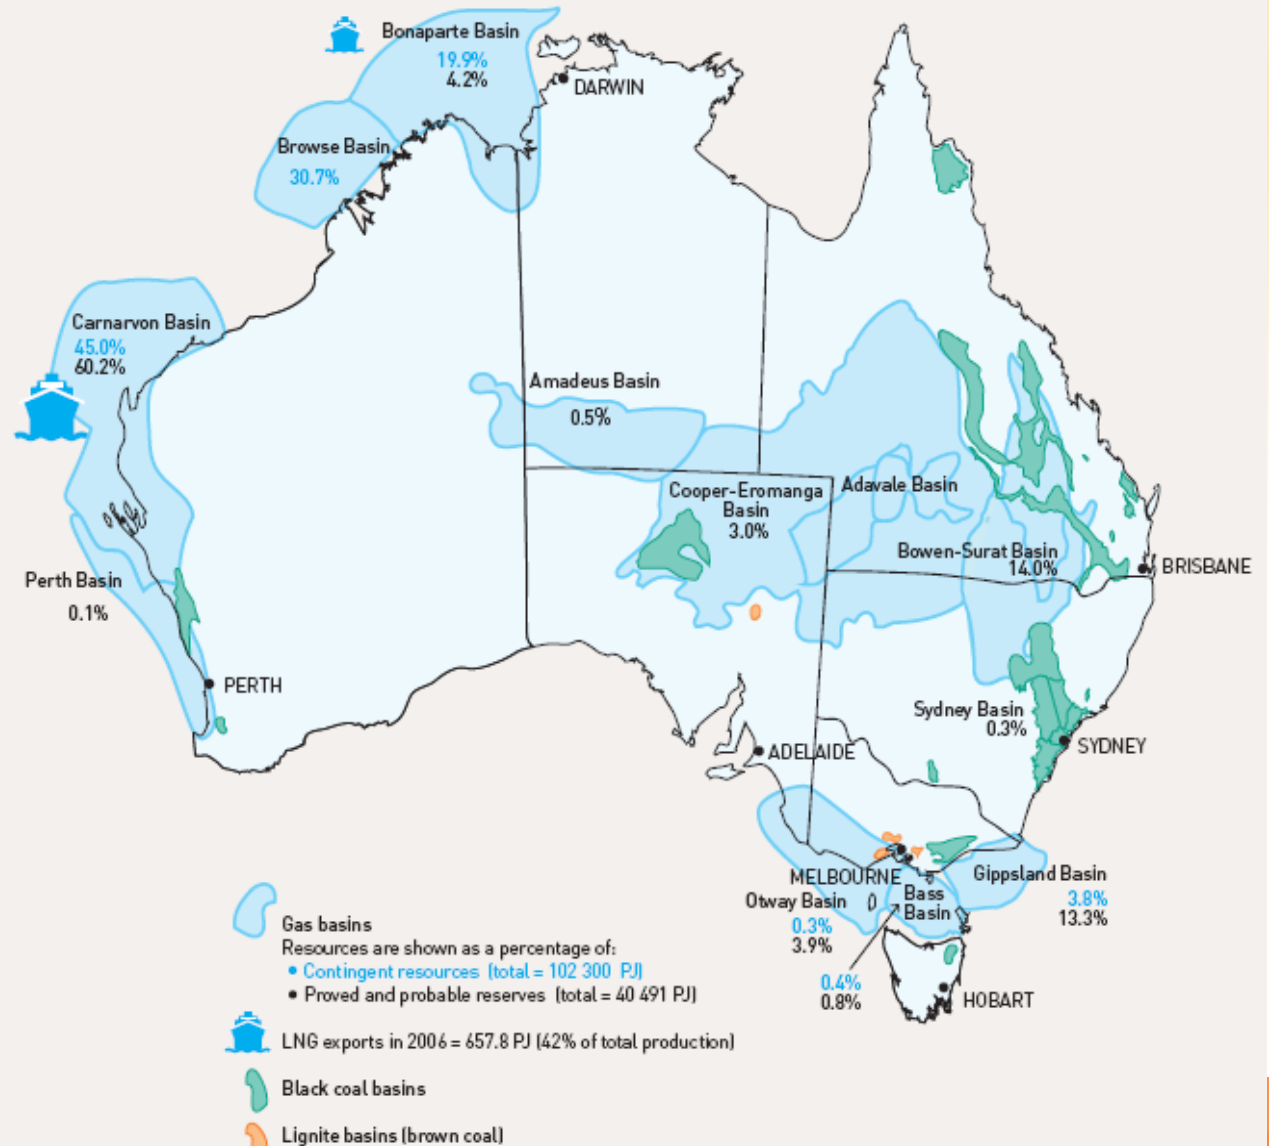 Bonaparte Basin
19.9%
4.2%
DARWIN
Browse Basin
30.7%
Carnarvon Basin
45.0%
60.2%
Amadeus Basin
0.5%
Cooper-Eromanga
Basin
3.0%
Adavale Basin
Bowen-Surat Basin
14.0%
BRISBANE
Perth Basin
0.1%
PERTH
Sydney Basin
0.3%
SYDNEY
ADELAIDE
MELBOURNE
Gippsland Basin
3.8%
13.3%
Otway Basin
0.3%
3.9%
Bass
Basin
0.4%
0.8%
HOBART
Gas basins
Resources are shown as a percentage of:
• Contingent resources (total = 102 300 PJ)
• Proved and probable reserves (total = 40 491 PJ)
LNG exports in 2006 = 657.8 PJ (42% of total production)
Black coal basins
Lignite basins (brown coal)